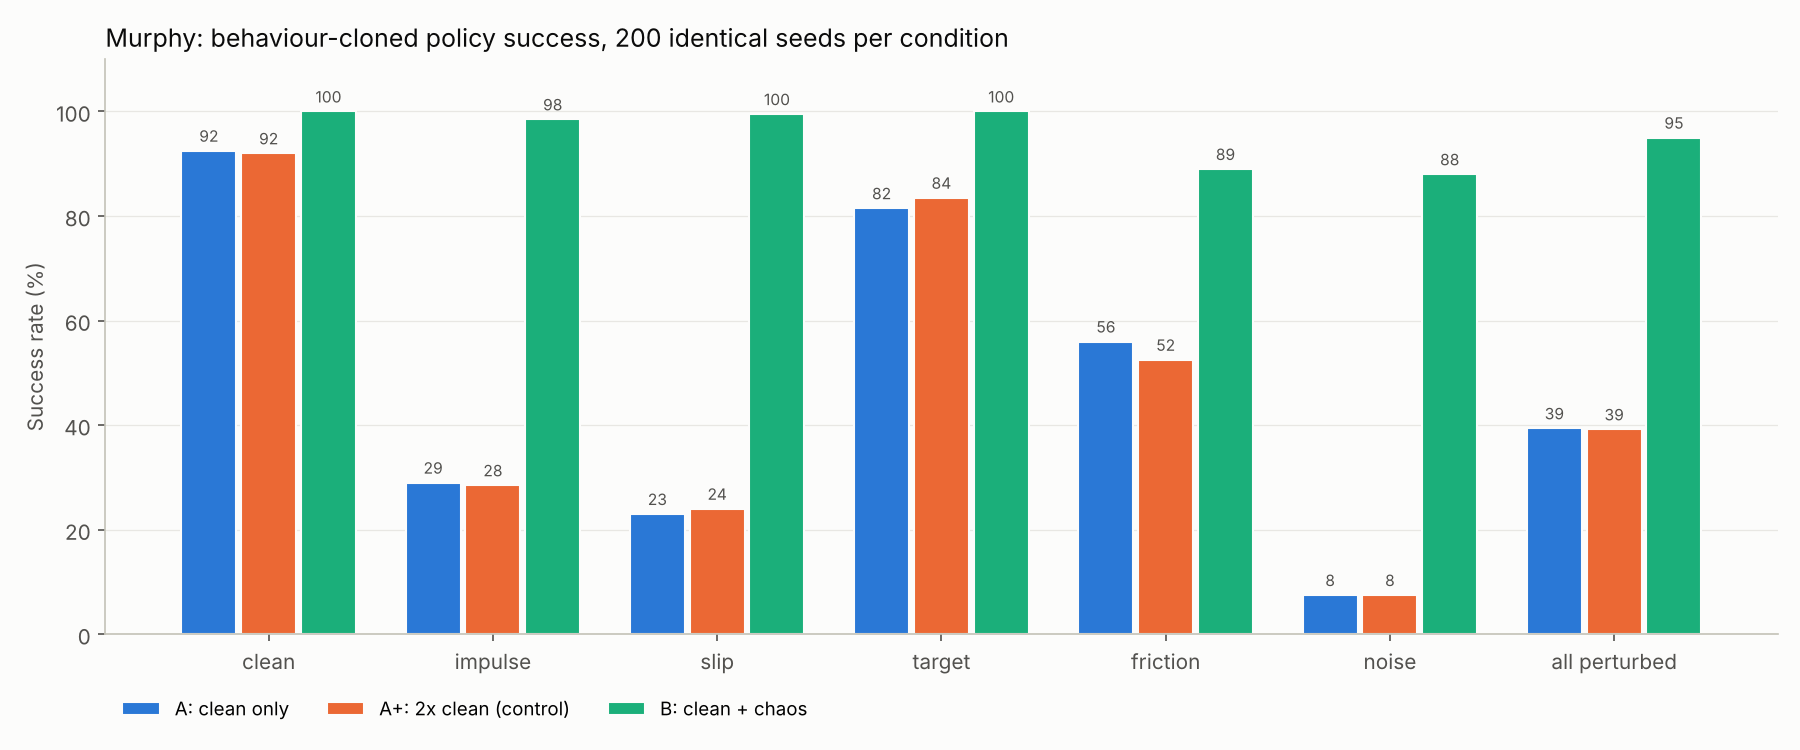 Murphy: behaviour-cloned policy success, 200 identical seeds per condition
Success rate (%)
100
80
60
40
20
0
92 92 100
29 28 98
23 24 100
82 84 100
56 52 89
8 8 88
39 39 95
clean impulse slip target friction noise all perturbed
A: clean only A+: 2x clean (control) B: clean + chaos